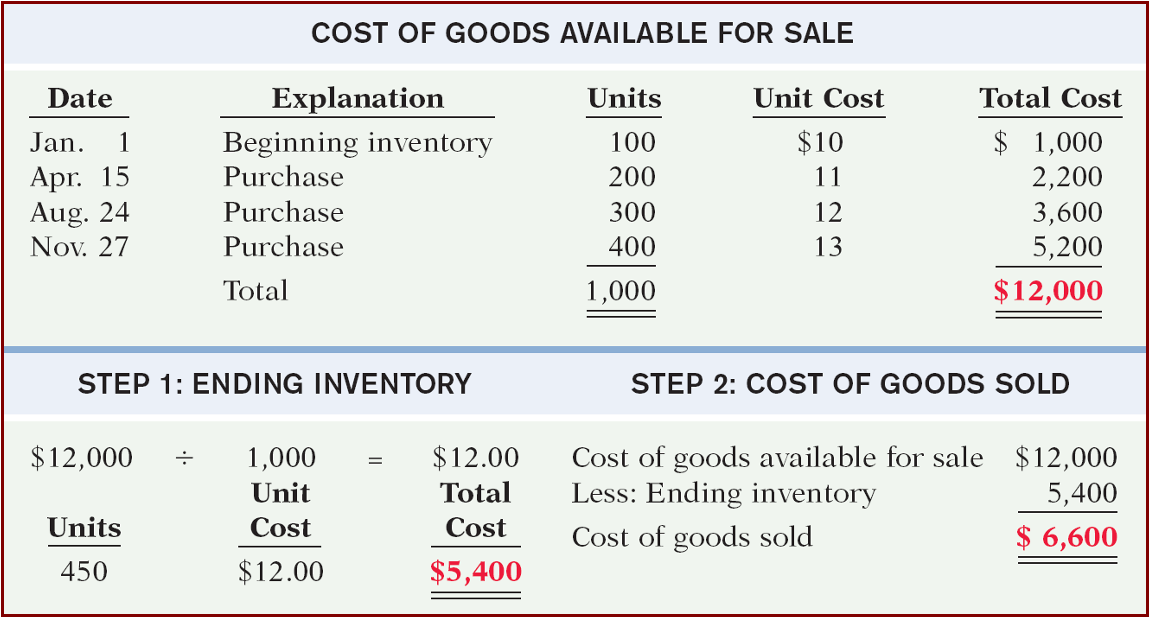 COST OF GOODS AVAILABLE FOR SALE
Date Explanation Units Unit Cost Total Cost
Jan. 1 Beginning inventory 100 $10 $ 1,000
Apr. 15 Purchase 200 11 2,200
Aug. 24 Purchase 300 12 3,600
Nov. 27 Purchase 400 13 5,200
Total 1,000 $12,000
STEP 1: ENDING INVENTORY
$12,000 ÷ 1,000 = $12.00
Unit Total
Units Cost Cost
450 $12.00 $5,400
STEP 2: COST OF GOODS SOLD
Cost of goods available for sale $12,000
Less: Ending inventory 5,400
Cost of goods sold $ 6,600